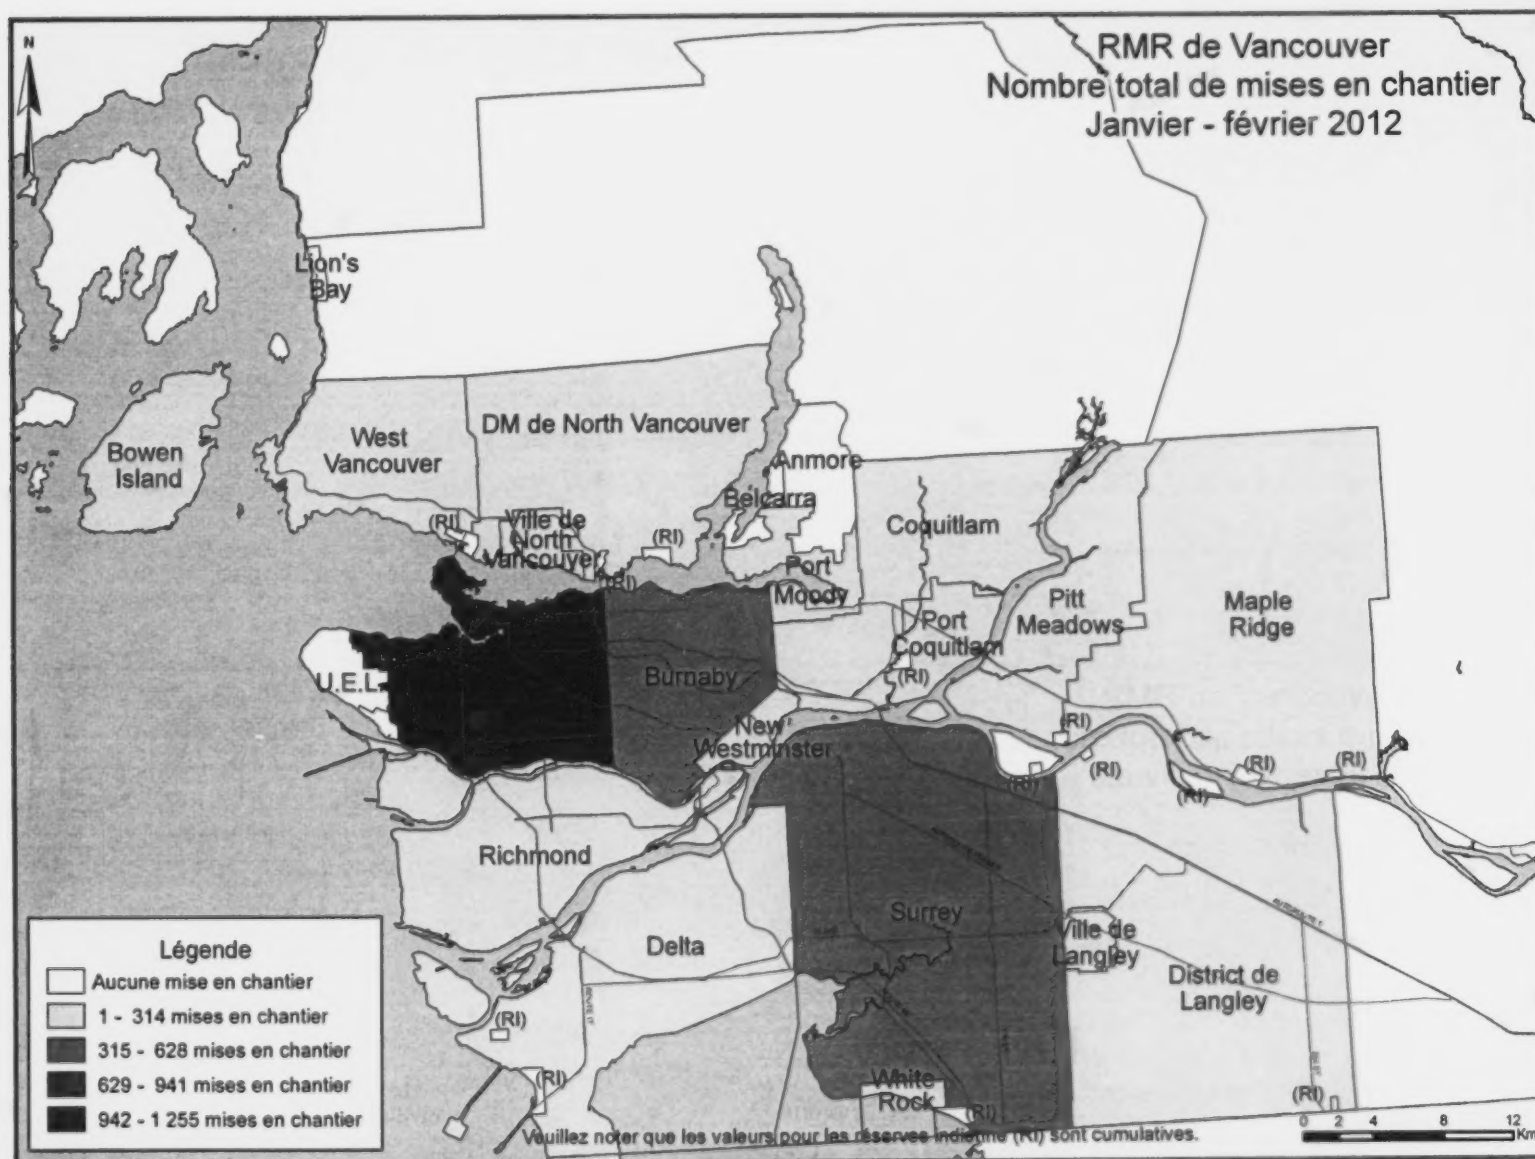 N
RMR de Vancouver
Nombre total de mises en chantier
Janvier - février 2012
Lion's
Bay
Bowen
Island
West
Vancouver
DM de North Vancouver
Anmore
Belcarra
(RI)
Ville de
North
Vancouver
(RI)
(RI)
Port
Moody
Coquitlam
Port
Coquitlam
(RI)
Pitt
Meadows
Maple
Ridge
U.E.L.
Burnaby
New
Westminster
(RI)
(RI)
(RI)
(RI)
(RI)
(RI)
Richmond
Delta
Surrey
Ville de
Langley
AUTOROUTE 1
District de
Langley
(RI)
(RI)
White
Rock
(RI)
(RI)
Légende
Aucune mise en chantier
1 - 314 mises en chantier
315 - 628 mises en chantier
629 - 941 mises en chantier
942 - 1 255 mises en chantier
Veuillez noter que les valeurs pour les réserves indienne (RI) sont cumulatives.
0 2 4 8 12
Km